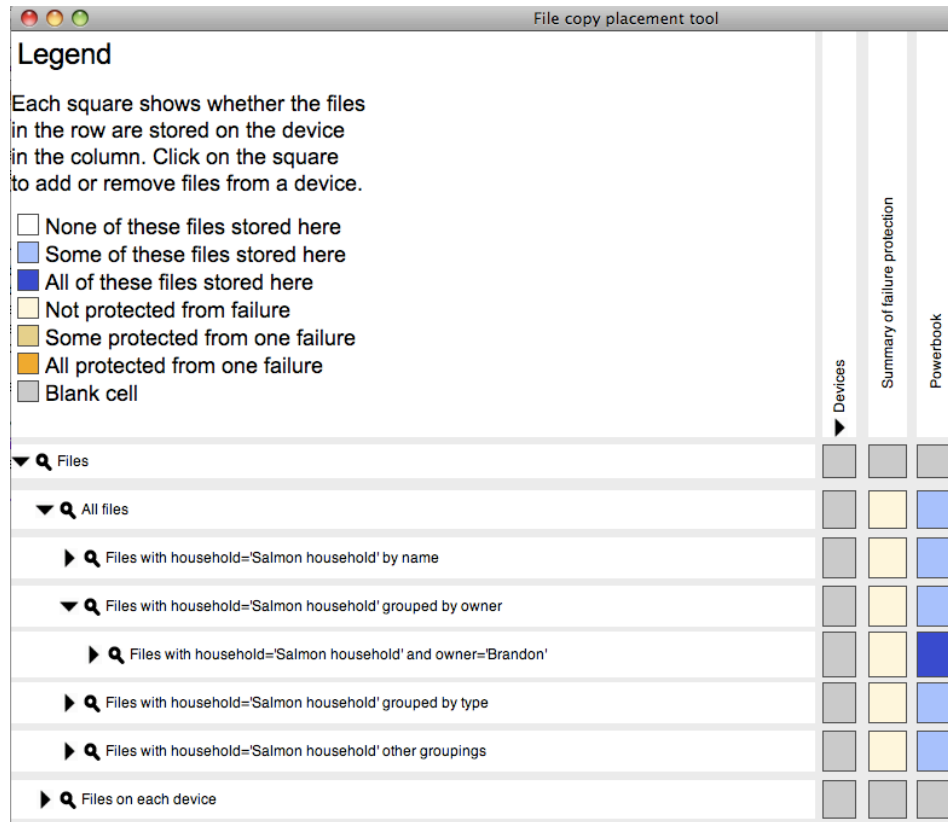 File copy placement tool
Legend
Each square shows whether the files
in the row are stored on the device
in the column. Click on the square
to add or remove files from a device.
None of these files stored here
Some of these files stored here
All of these files stored here
Not protected from failure
Some protected from one failure
All protected from one failure
Blank cell
Devices
Summary of failure protection
Powerbook
Files
All files
Files with household='Salmon household' by name
Files with household='Salmon household' grouped by owner
Files with household='Salmon household' and owner='Brandon'
Files with household='Salmon household' grouped by type
Files with household='Salmon household' other groupings
Files on each device